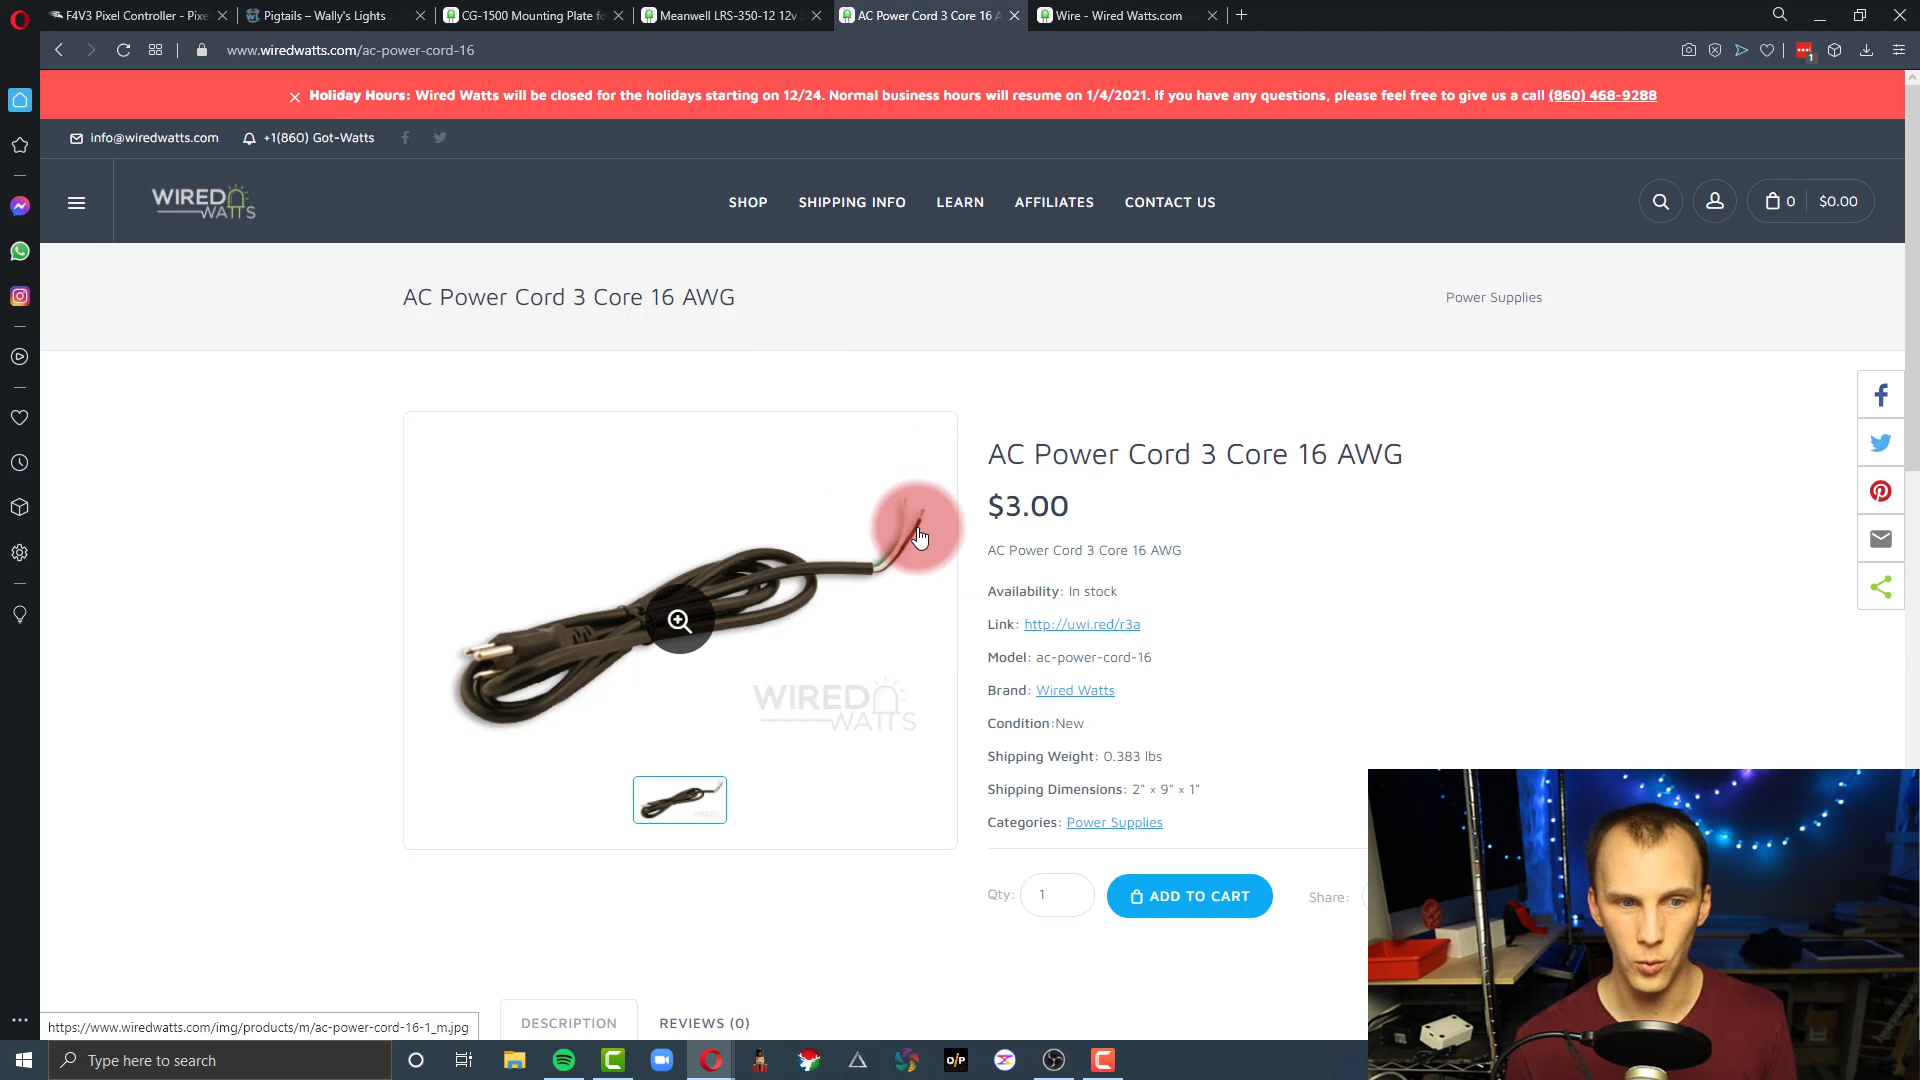 F4V3 Pixel Controller - Pixel
Pigtails – Wally's Lights
CG-1500 Mounting Plate fo
Meanwell LRS-350-12 12v
AC Power Cord 3 Core 16 A
Wire - Wired Watts.com
www.wiredwatts.com/ac-power-cord-16
1
Holiday Hours: Wired Watts will be closed for the holidays starting on 12/24. Normal business hours will resume on 1/4/2021. If you have any questions, please feel free to give us a call (860) 468-9288
info@wiredwatts.com
+1(860) Got-Watts
WIRED
WATTS
SHOP
SHIPPING INFO
LEARN
AFFILIATES
CONTACT US
0
$0.00
AC Power Cord 3 Core 16 AWG
Power Supplies
AC Power Cord 3 Core 16 AWG
$3.00
AC Power Cord 3 Core 16 AWG
Availability: In stock
Link: http://uwi.red/r3a
Model: ac-power-cord-16
Brand: Wired Watts
Condition:New
Shipping Weight: 0.383 lbs
Shipping Dimensions: 2" × 9" × 1"
Categories: Power Supplies
WIRED
WATTS
Qty:
1
ADD TO CART
Share:
DESCRIPTION
REVIEWS (0)
https://www.wiredwatts.com/img/products/m/ac-power-cord-16-1_m.jpg
Type here to search
O/P